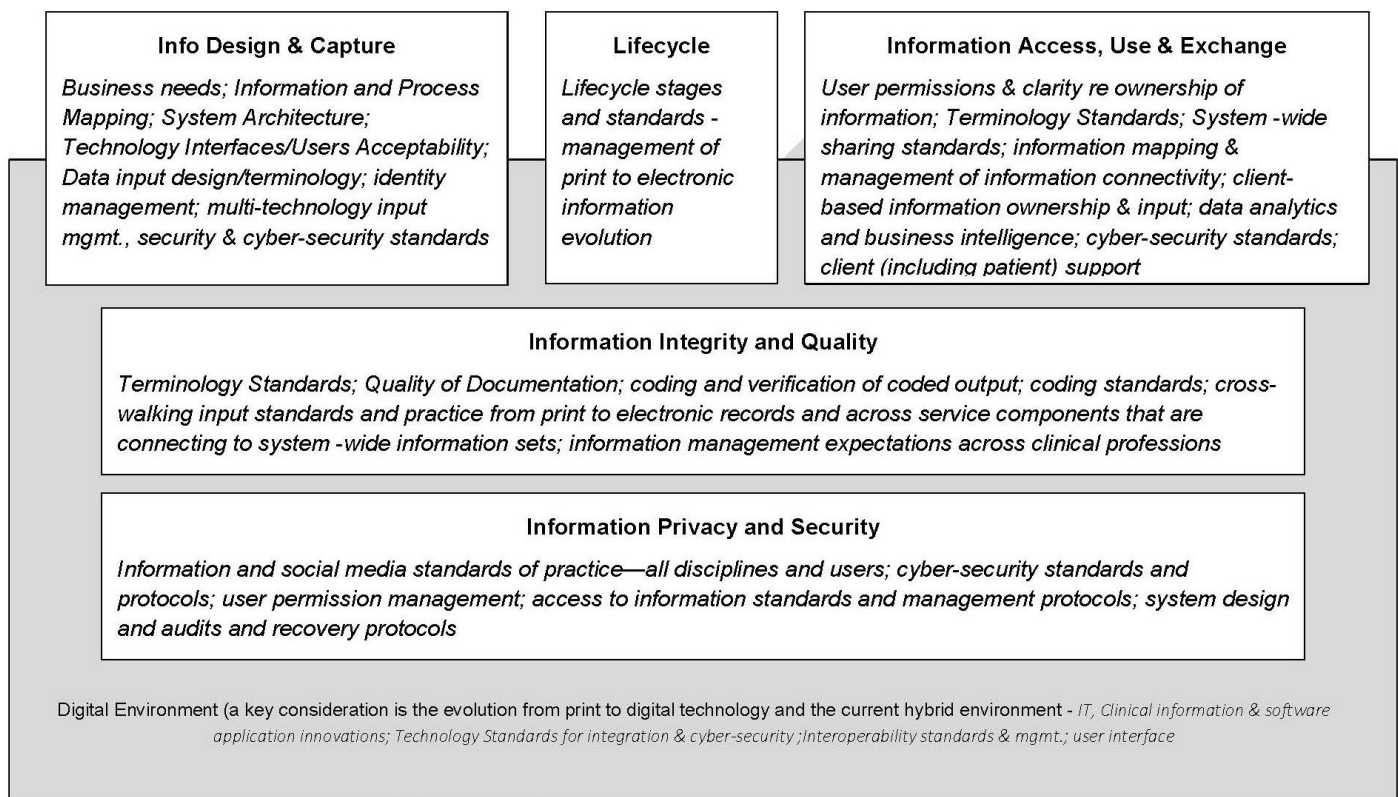 Info Design & Capture
Business needs; Information and Process
Mapping; System Architecture;
Technology Interfaces/Users Acceptability;
Data input design/terminology; identity
management; multi-technology input
mgmt., security & cyber-security standards
Lifecycle
Lifecycle stages
and standards -
management of
print to electronic
information
evolution
Information Access, Use & Exchange
User permissions & clarity re ownership of
information; Terminology Standards; System -wide
sharing standards; information mapping &
management of information connectivity; client-
based information ownership & input; data analytics
and business intelligence; cyber-security standards;
client (including patient) support
Information Integrity and Quality
Terminology Standards; Quality of Documentation; coding and verification of coded output; coding standards; cross-
walking input standards and practice from print to electronic records and across service components that are
connecting to system -wide information sets; information management expectations across clinical professions
Information Privacy and Security
Information and social media standards of practice—all disciplines and users; cyber-security standards and
protocols; user permission management; access to information standards and management protocols; system design
and audits and recovery protocols
Digital Environment (a key consideration is the evolution from print to digital technology and the current hybrid environment - IT, Clinical information & software
application innovations; Technology Standards for integration & cyber-security ;Interoperability standards & mgmt.; user interface